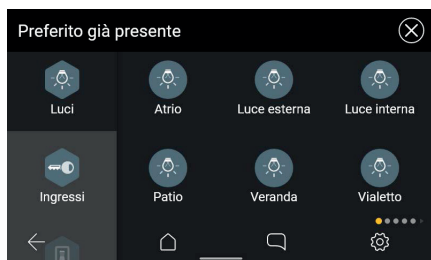 Preferito già presente
Luci
Atrio
Luce esterna
Luce interna
Ingressi
Patio
Veranda
Vialetto